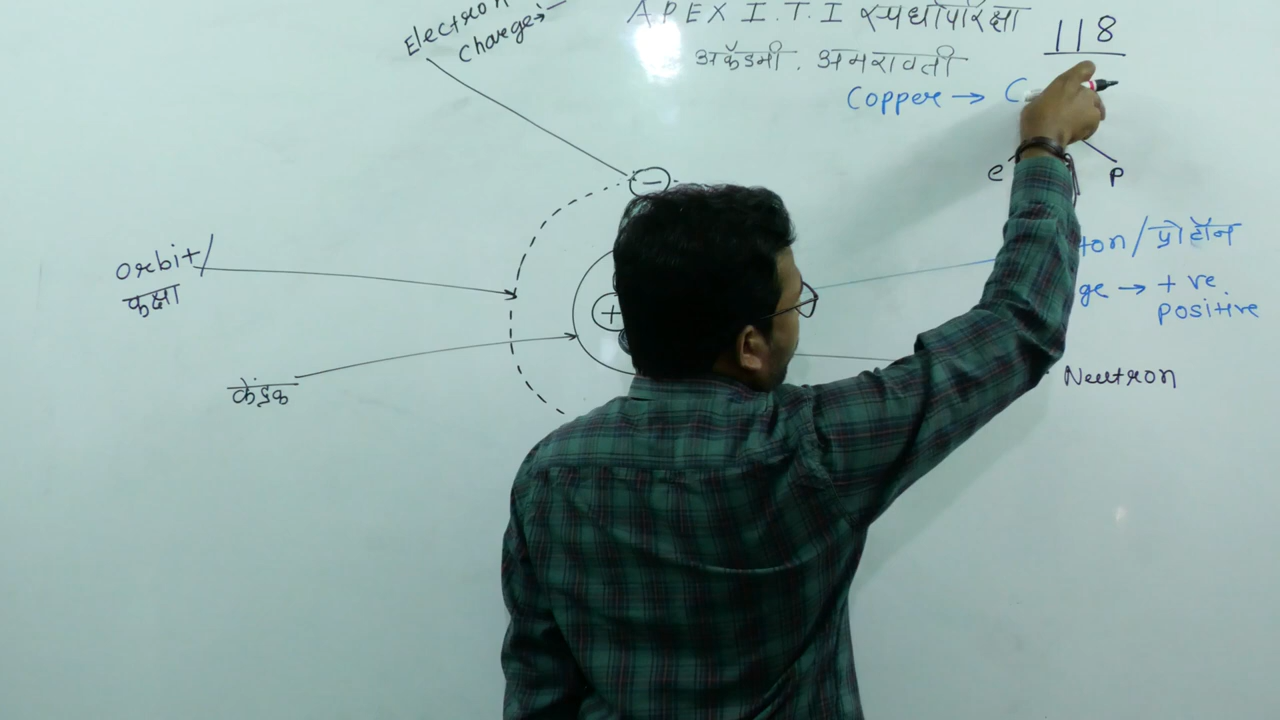 Electron
Charge→ −
APEX I.T.I स्पर्धापरिक्षा
118
अकॅडमी. अमरावती
Copper → C
e
p
−
orbit/
कक्षा
ton/प्रोटॉन
ge → +ve
positive
+
Neutron
केंद्रक